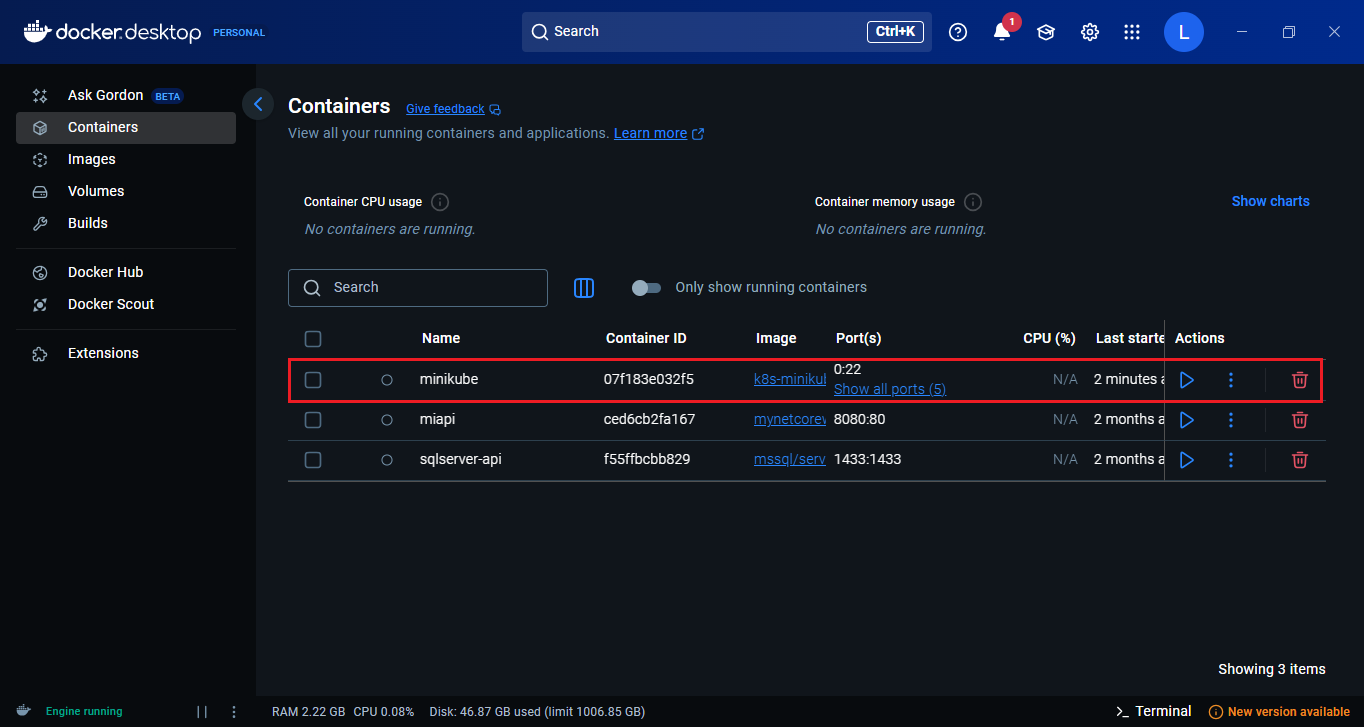 docker.desktop PERSONAL
Search
Ctrl+K
1
L
Ask Gordon BETA
Containers
Images
Volumes
Builds
Docker Hub
Docker Scout
Extensions
Containers Give feedback
View all your running containers and applications. Learn more
Container CPU usage
No containers are running.
Container memory usage
No containers are running.
Show charts
Search
Only show running containers
Name Container ID Image Port(s) CPU (%) Last starte Actions
minikube 07f183e032f5 k8s-minikul 0:22 N/A 2 minutes a
Show all ports (5)
miapi ced6cb2fa167 mynetcorev 8080:80 N/A 2 months a
sqlserver-api f55ffbcbb829 mssql/serv 1433:1433 N/A 2 months a
Showing 3 items
Engine running
RAM 2.22 GB CPU 0.08% Disk: 46.87 GB used (limit 1006.85 GB)
>_ Terminal
New version available